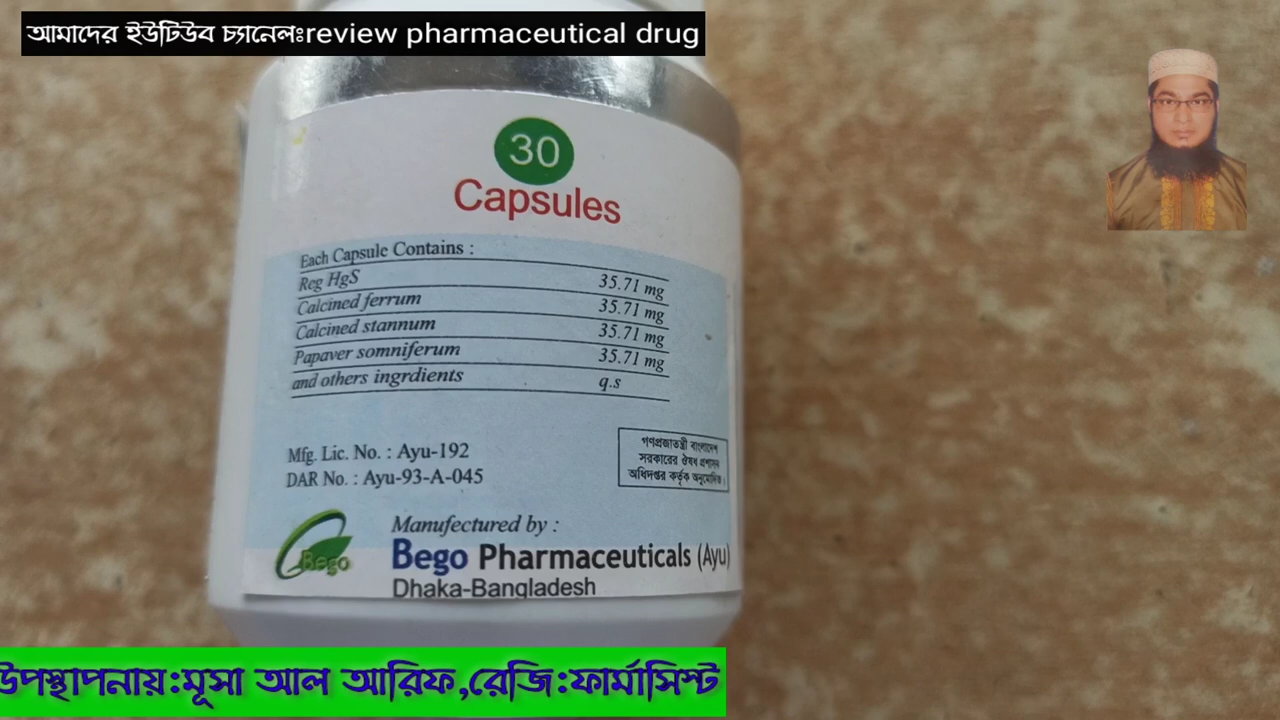 আমাদের ইউটিউব চ্যানেলঃreview pharmaceutical drug
30
Capsules
Each Capsule Contains :
Reg HgS 35.71 mg
Calcined ferrum 35.71 mg
Calcined stannum 35.71 mg
Papaver somniferum 35.71 mg
and others ingrdients q.s
Mfg. Lic. No. : Ayu-192
DAR No. : Ayu-93-A-045
গণপ্রজাতন্ত্রী বাংলাদেশ
সরকারের ঔষধ প্রশাসন
অধিদপ্তর কর্তৃক অনুমোদিত।
Bego
Manufectured by :
Bego Pharmaceuticals (Ayu)
Dhaka-Bangladesh
উপস্থাপনায়:মূসা আল আরিফ,রেজি:ফার্মাসিস্ট